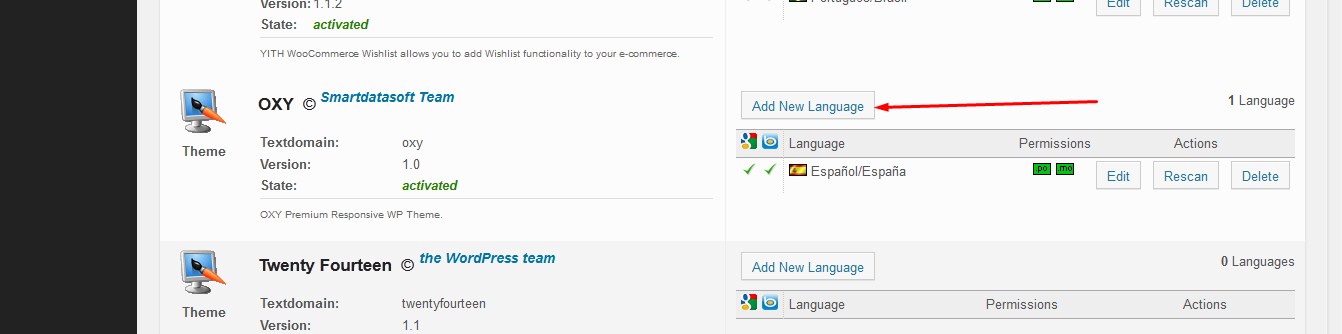 Version: 1.1.2
Português/Brasil
Edit Rescan Delete
State: activated
YITH WooCommerce Wishlist allows you to add Wishlist functionality to your e-commerce.
OXY © Smartdatasoft Team
Add New Language
1 Language
Theme
Textdomain: oxy
Version: 1.0
State: activated
OXY Premium Responsive WP Theme.
Language Permissions Actions
Español/España
.po .mo
Edit Rescan Delete
Twenty Fourteen © the WordPress team
Add New Language
0 Languages
Theme
Textdomain: twentyfourteen
Version: 1.1
Language Permissions Actions